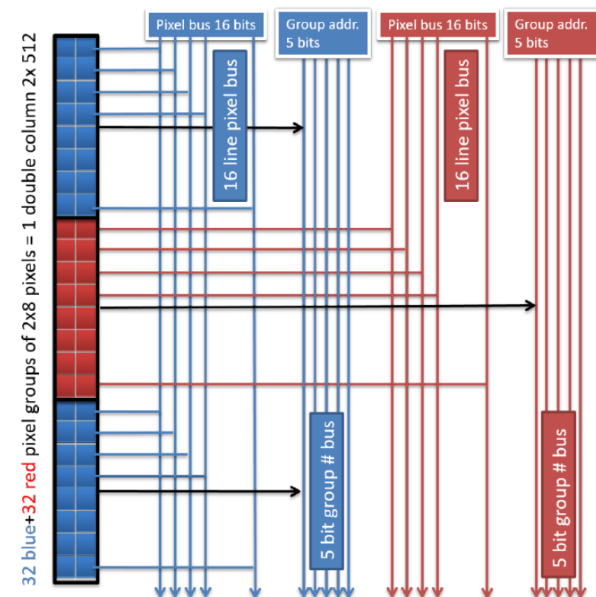 Pixel bus 16 bits
Group addr.
5 bits
Pixel bus 16 bits
Group addr.
5 bits
32 blue+32 red pixel groups of 2x8 pixels = 1 double column 2x 512
16 line pixel bus
16 line pixel bus
5 bit group # bus
5 bit group # bus